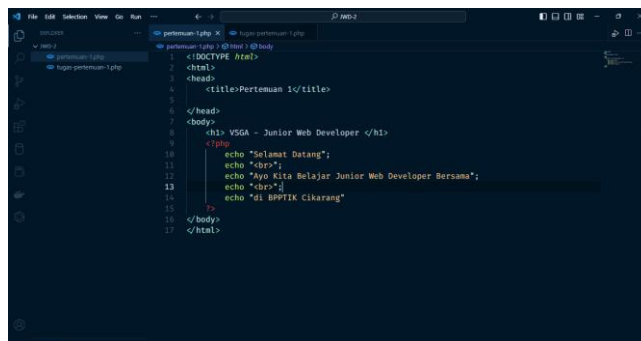 File Edit Selection View Go Run ···
JWD-2
EXPLORER ···
pertemuan-1.php × tugas-pertemuan-1.php
JWD-2
pertemuan-1.php > html > body
pertemuan-1.php
tugas-pertemuan-1.php
1 <!DOCTYPE html>
2 <html>
3 <head>
4 <title>Pertemuan 1</title>
5
6 </head>
7 <body>
8 <h1> VSGA - Junior Web Developer </h1>
9 <?php
10 echo "Selamat Datang";
11 echo "<br>";
12 echo "Ayo Kita Belajar Junior Web Developer Bersama";
13 echo "<br>";
14 echo "di BPPTIK Cikarang"
15 ?>
16 </body>
17 </html>